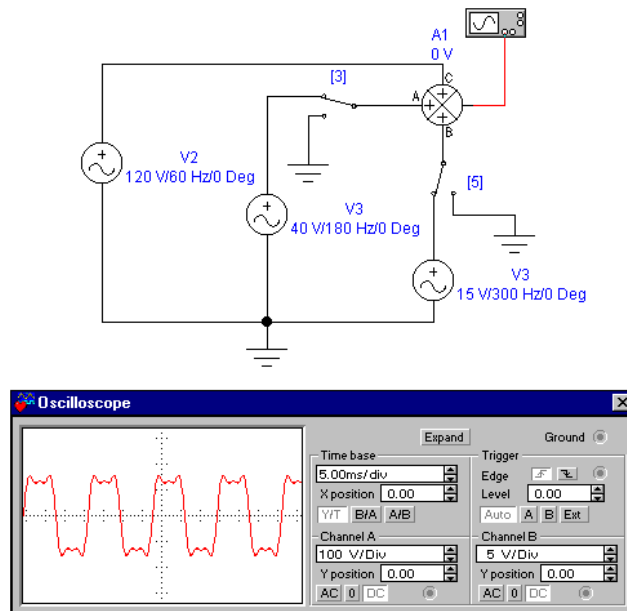 A1
0 V
[3]
C
A
B
V2
120 V/60 Hz/0 Deg
[5]
V3
40 V/180 Hz/0 Deg
V3
15 V/300 Hz/0 Deg
Oscilloscope
Expand
Ground
Time base
5.00ms/div
X position 0.00
Y/T B/A A/B
Trigger
Edge
Level 0.00
Auto A B Ext
Channel A
100 V/Div
Y position 0.00
AC 0 DC
Channel B
5 V/Div
Y position 0.00
AC 0 DC